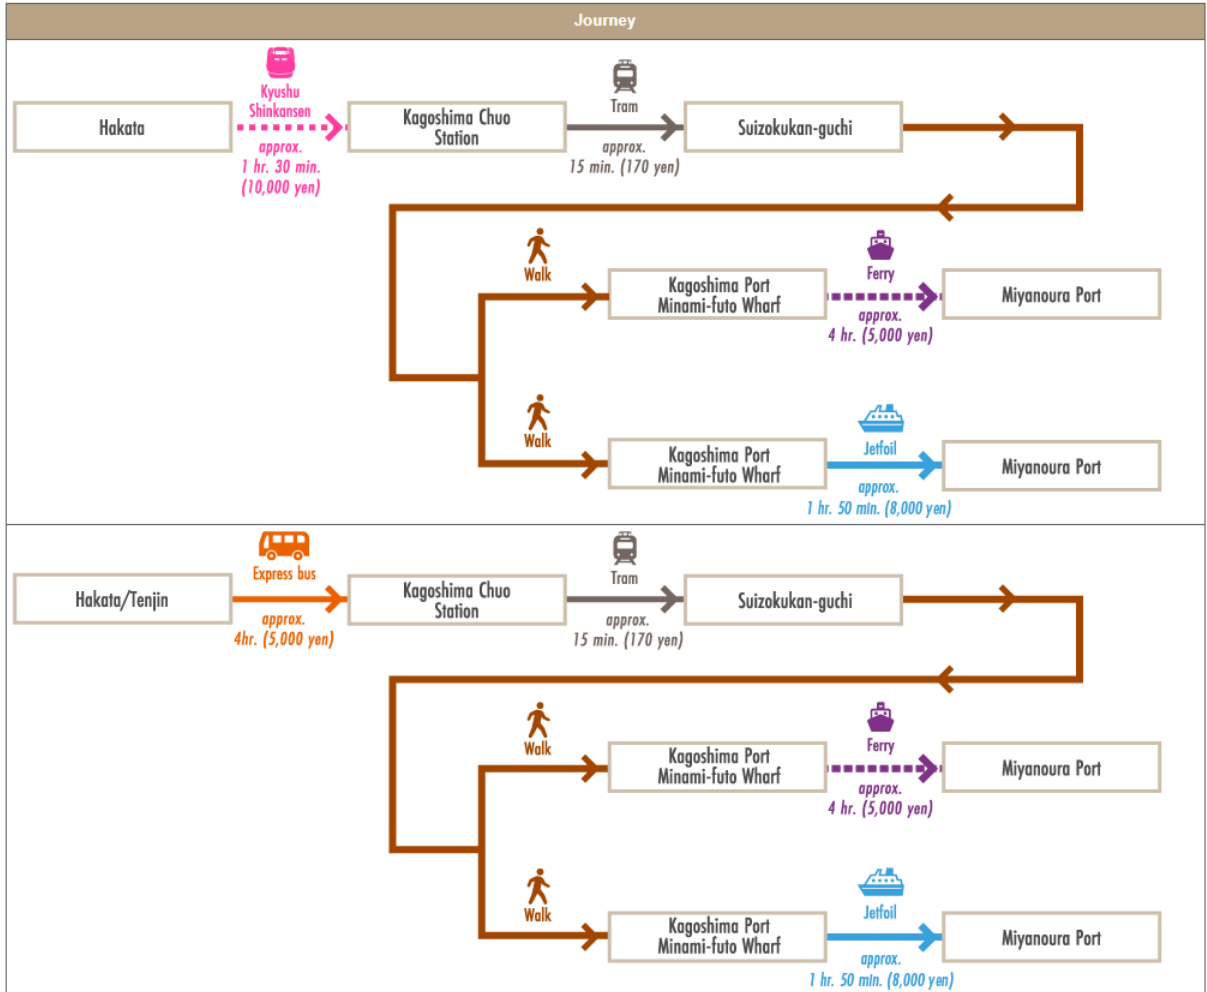 Journey
Kyushu
Shinkansen
Tram
Hakata
Kagoshima Chuo
Station
Suizokukan-guchi
approx.
1 hr. 30 min.
(10,000 yen)
approx.
15 min. (170 yen)
Walk
Ferry
Kagoshima Port
Minami-futo Wharf
Miyanoura Port
approx.
4 hr. (5,000 yen)
Walk
Jetfoil
Kagoshima Port
Minami-futo Wharf
Miyanoura Port
approx.
1 hr. 50 min. (8,000 yen)
Express bus
Tram
Hakata/Tenjin
Kagoshima Chuo
Station
Suizokukan-guchi
approx.
4hr. (5,000 yen)
approx.
15 min. (170 yen)
Walk
Ferry
Kagoshima Port
Minami-futo Wharf
Miyanoura Port
approx.
4 hr. (5,000 yen)
Walk
Jetfoil
Kagoshima Port
Minami-futo Wharf
Miyanoura Port
approx.
1 hr. 50 min. (8,000 yen)